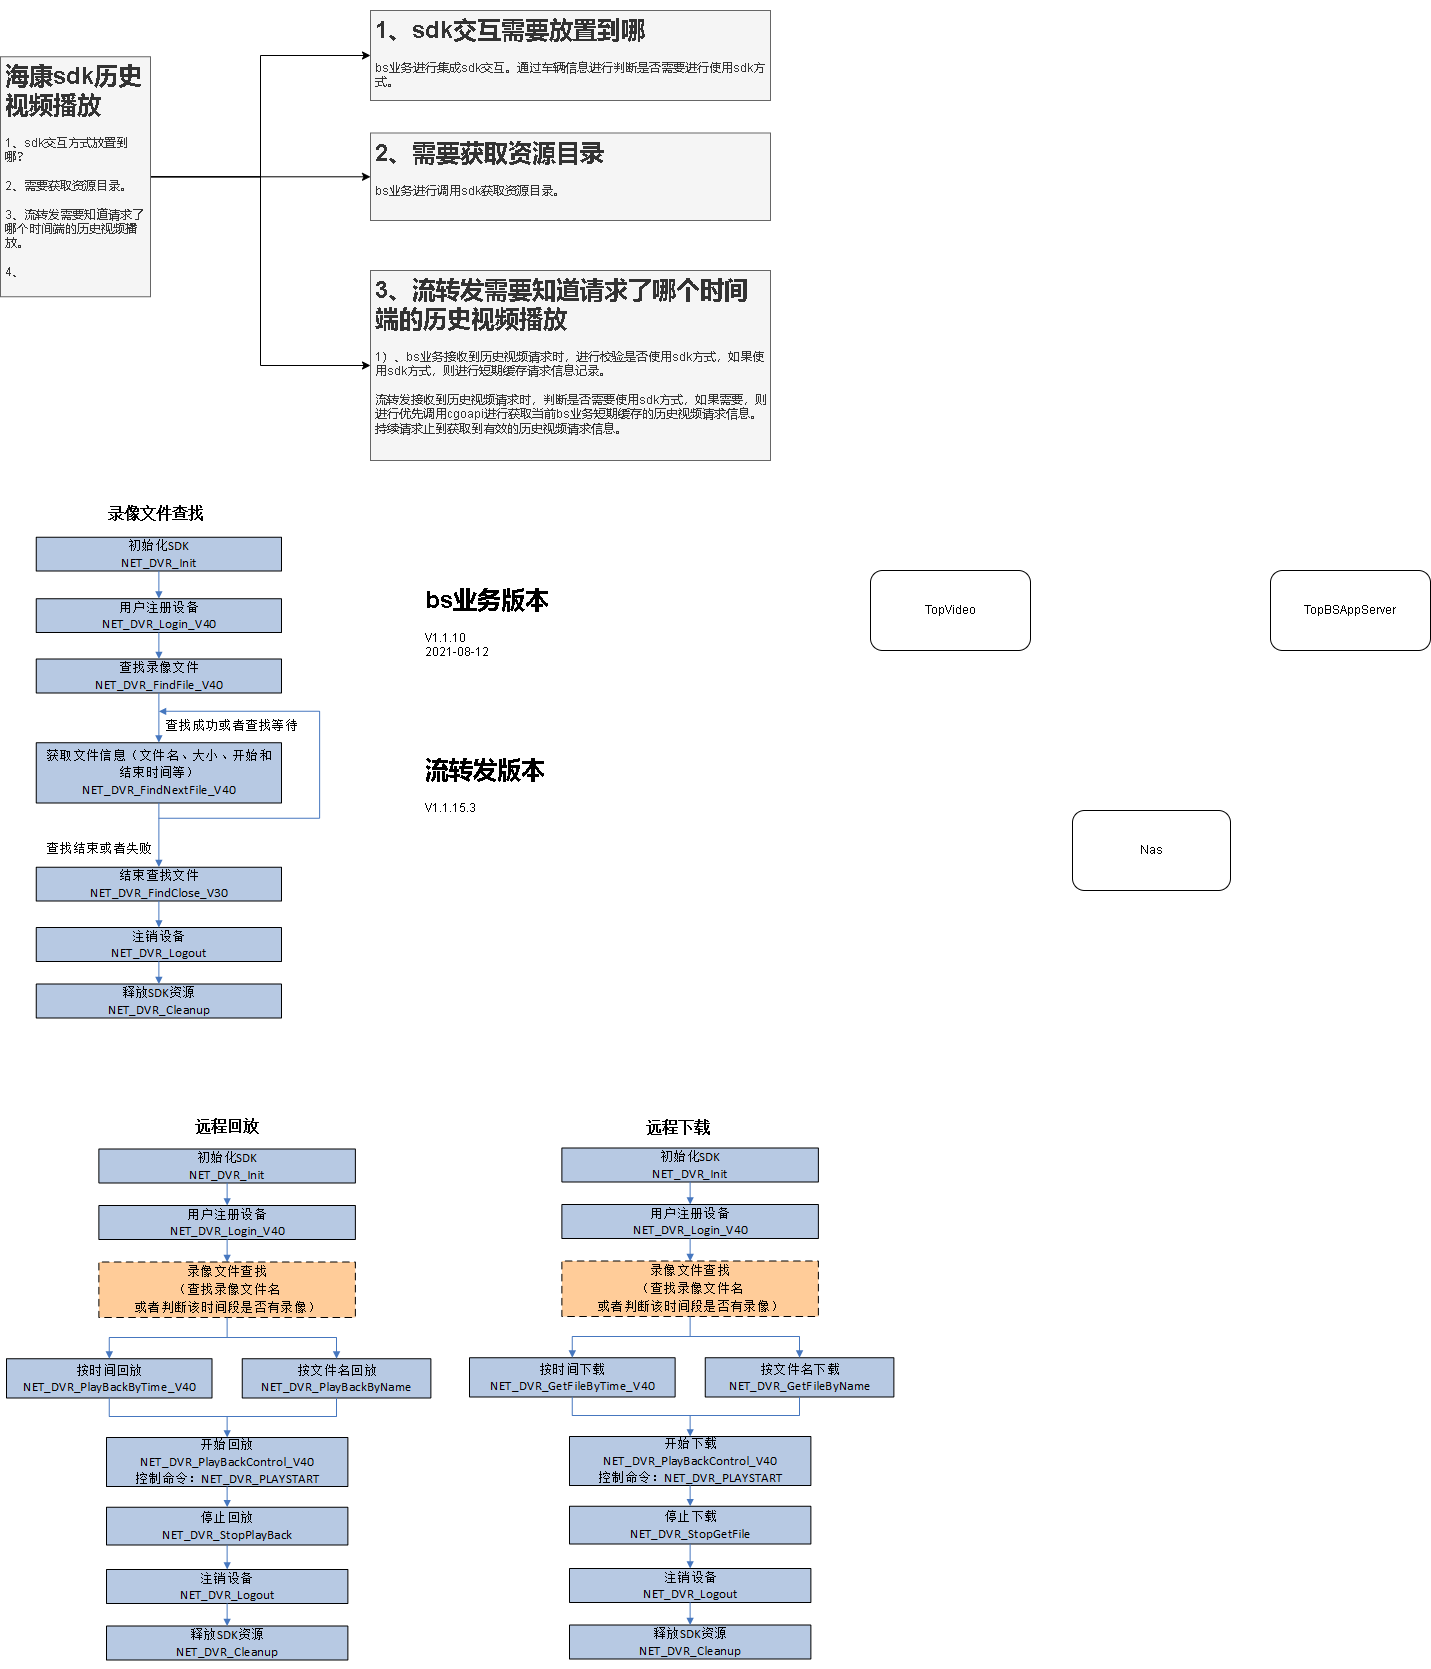 海康sdk历史
视频播放
1、sdk交互方式放置到
哪?
2、需要获取资源目录。
3、流转发需要知道请求了
哪个时间端的历史视频播
放。
4、
1、sdk交互需要放置到哪
bs业务进行集成sdk交互。通过车辆信息进行判断是否需要进行使用sdk方
式。
2、需要获取资源目录
bs业务进行调用sdk获取资源目录。
3、流转发需要知道请求了哪个时间
端的历史视频播放
1）、bs业务接收到历史视频请求时，进行校验是否使用sdk方式，如果使
用sdk方式，则进行短期缓存请求信息记录。
流转发接收到历史视频请求时，判断是否需要使用sdk方式，如果需要，则
进行优先调用cgoapi进行获取当前bs业务短期缓存的历史视频请求信息。
持续请求止到获取到有效的历史视频请求信息。
录像文件查找
初始化SDK
NET_DVR_Init
用户注册设备
NET_DVR_Login_V40
查找录像文件
NET_DVR_FindFile_V40
查找成功或者查找等待
获取文件信息（文件名、大小、开始和
结束时间等）
NET_DVR_FindNextFile_V40
查找结束或者失败
结束查找文件
NET_DVR_FindClose_V30
注销设备
NET_DVR_Logout
释放SDK资源
NET_DVR_Cleanup
bs业务版本
V1.1.10
2021-08-12
流转发版本
V1.1.15.3
TopVideo
TopBSAppServer
Nas
远程回放
初始化SDK
NET_DVR_Init
用户注册设备
NET_DVR_Login_V40
录像文件查找
（查找录像文件名
或者判断该时间段是否有录像）
按时间回放
NET_DVR_PlayBackByTime_V40
按文件名回放
NET_DVR_PlayBackByName
开始回放
NET_DVR_PlayBackControl_V40
控制命令：NET_DVR_PLAYSTART
停止回放
NET_DVR_StopPlayBack
注销设备
NET_DVR_Logout
释放SDK资源
NET_DVR_Cleanup
远程下载
初始化SDK
NET_DVR_Init
用户注册设备
NET_DVR_Login_V40
录像文件查找
（查找录像文件名
或者判断该时间段是否有录像）
按时间下载
NET_DVR_GetFileByTime_V40
按文件名下载
NET_DVR_GetFileByName
开始下载
NET_DVR_PlayBackControl_V40
控制命令：NET_DVR_PLAYSTART
停止下载
NET_DVR_StopGetFile
注销设备
NET_DVR_Logout
释放SDK资源
NET_DVR_Cleanup